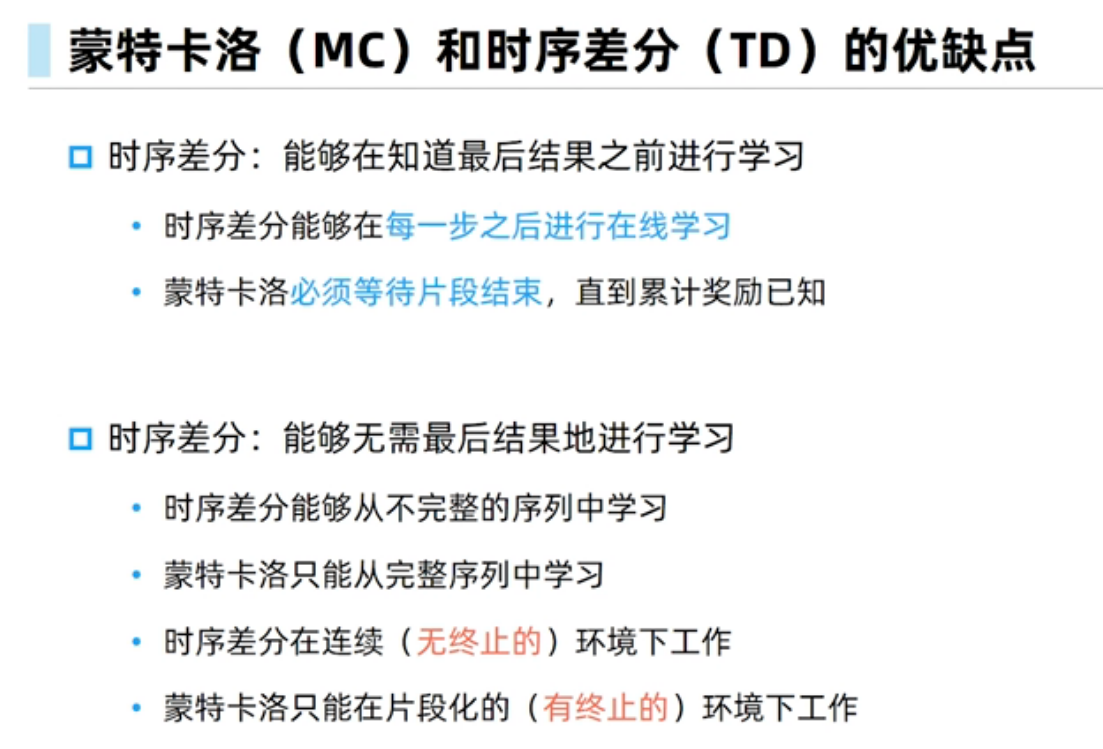 蒙特卡洛（MC）和时序差分（TD）的优缺点
时序差分：能够在知道最后结果之前进行学习
时序差分能够在每一步之后进行在线学习
蒙特卡洛必须等待片段结束，直到累计奖励已知
时序差分：能够无需最后结果地进行学习
时序差分能够从不完整的序列中学习
蒙特卡洛只能从完整序列中学习
时序差分在连续（无终止的）环境下工作
蒙特卡洛只能在片段化的（有终止的）环境下工作